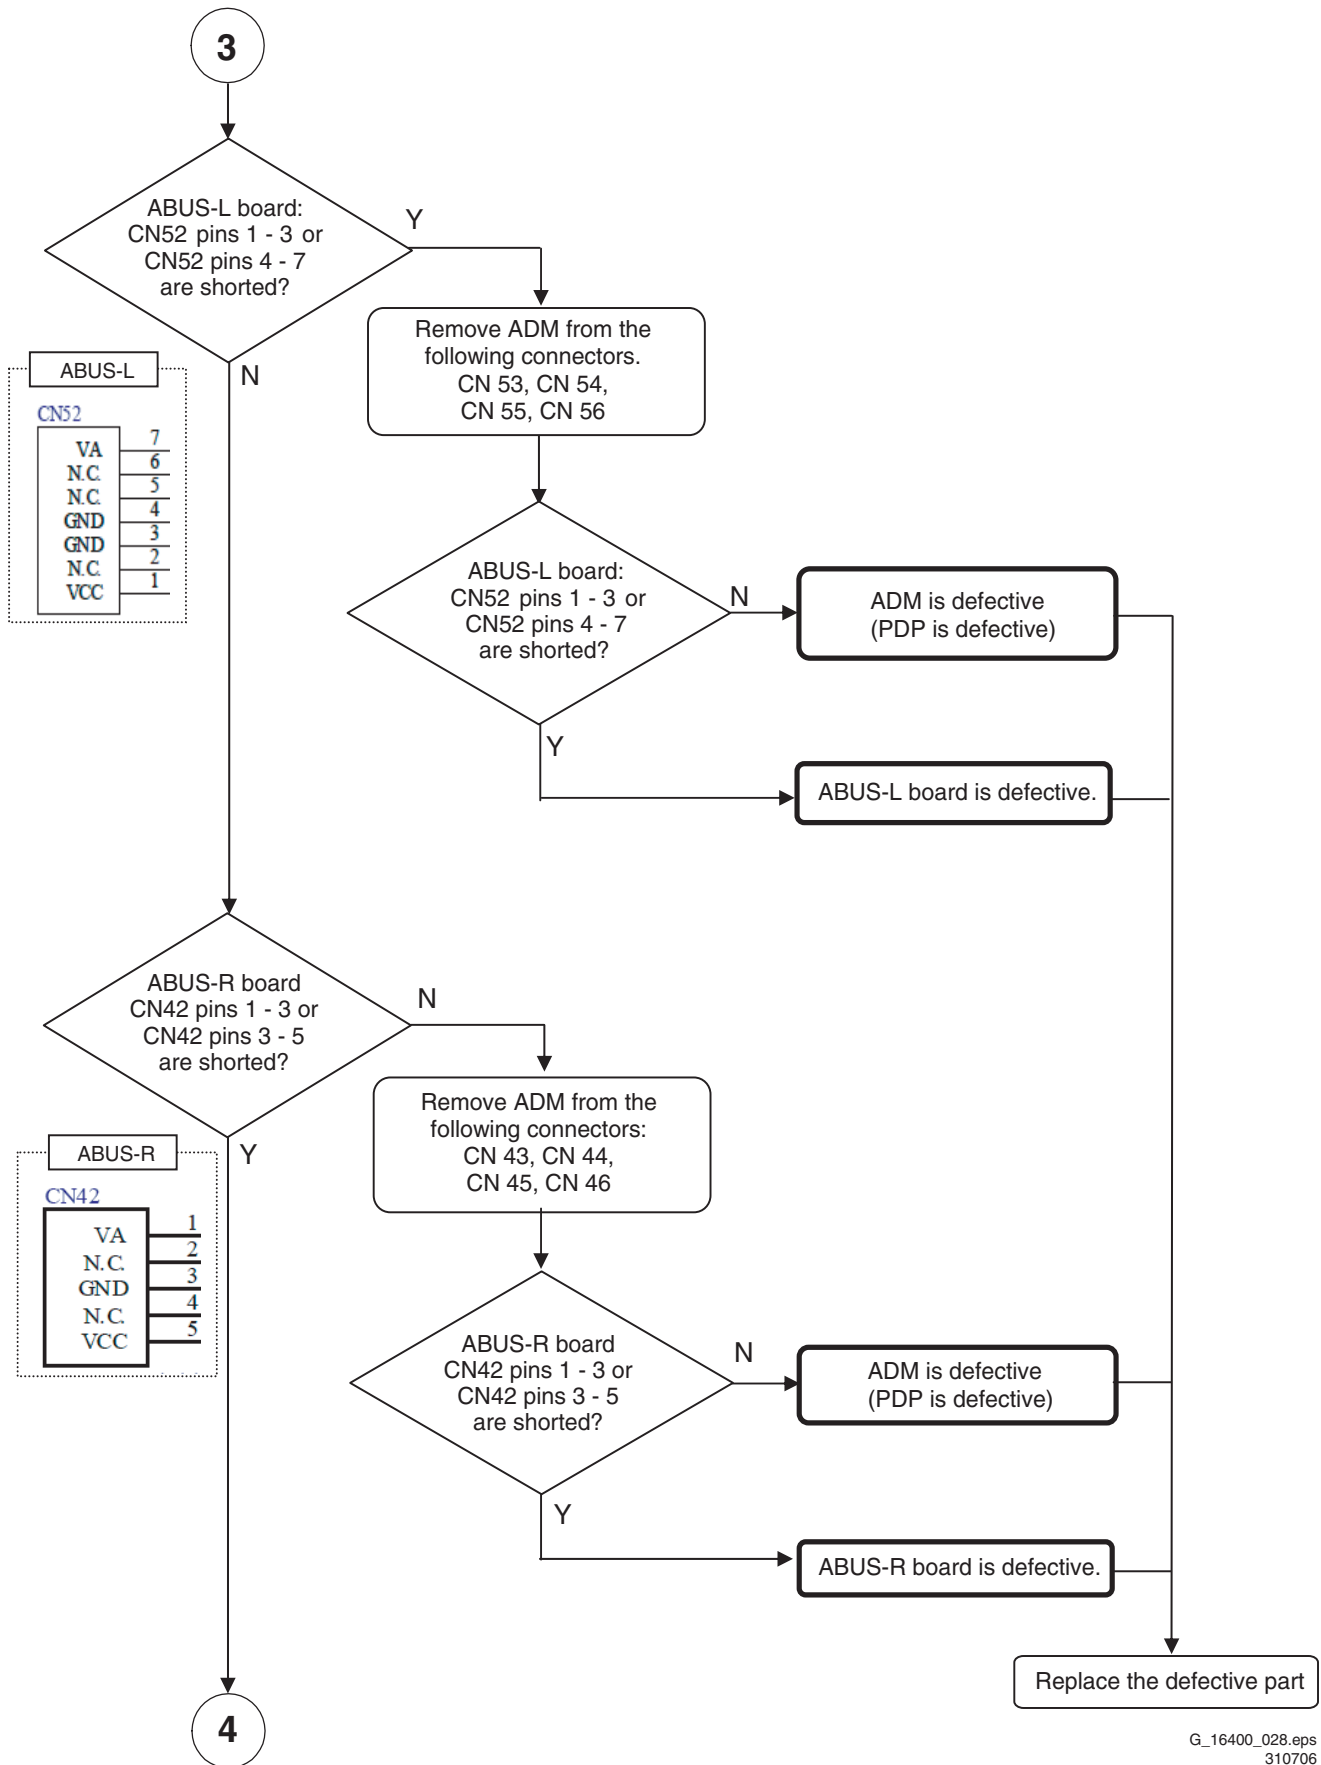 3
ABUS-L board:
CN52 pins 1 - 3 or
CN52 pins 4 - 7
are shorted?
Y
N
Remove ADM from the
following connectors.
CN 53, CN 54,
CN 55, CN 56
ABUS-L
CN52
VA 7
N.C. 6
N.C. 5
GND 4
GND 3
N.C. 2
VCC 1
ABUS-L board:
CN52 pins 1 - 3 or
CN52 pins 4 - 7
are shorted?
N
ADM is defective
(PDP is defective)
Y
ABUS-L board is defective.
ABUS-R board
CN42 pins 1 - 3 or
CN42 pins 3 - 5
are shorted?
N
Y
Remove ADM from the
following connectors:
CN 43, CN 44,
CN 45, CN 46
ABUS-R
CN42
VA 1
N.C. 2
GND 3
N.C. 4
VCC 5
ABUS-R board
CN42 pins 1 - 3 or
CN42 pins 3 - 5
are shorted?
N
ADM is defective
(PDP is defective)
Y
ABUS-R board is defective.
Replace the defective part
4
G_16400_028.eps
310706